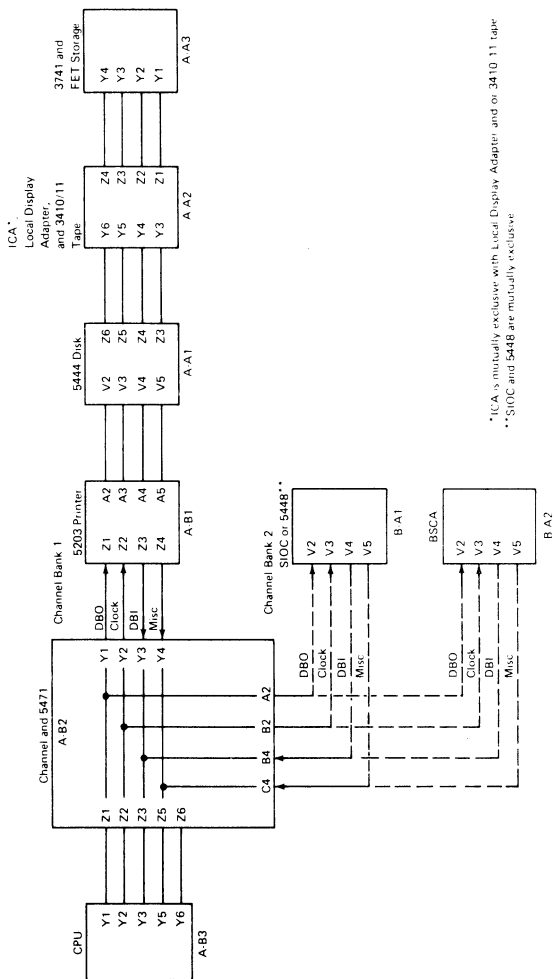 CPU
Y1
Y2
Y3
Y5
Y6
A-B3
Channel and 5471
A-B2
Z1
Z2
Z3
Z5
Z6
Y1
Y2
Y3
Y4
A2
B2
B4
C4
Channel Bank 1
DBO
Clock
DBI
Misc
5203 Printer
Z1 A2
Z2 A3
Z3 A4
Z4 A5
A-B1
5444 Disk
V2 Z6
V3 Z5
V4 Z4
V5 Z3
A-A1
ICA*,
Local Display
Adapter,
and 3410/11
Tape
Y6 Z4
Y5 Z3
Y4 Z2
Y3 Z1
A A2
3741 and
FET Storage
Y4
Y3
Y2
Y1
A-A3
Channel Bank 2
SIOC or 5448**
DBO
Clock
DBI
Misc
V2
V3
V4
V5
B A1
BSCA
DBO
Clock
DBI
Misc
V2
V3
V4
V5
B A2
*ICA is mutually exclusive with Local Display Adapter and or 3410 11 tape
**SIOC and 5448 are mutually exclusive